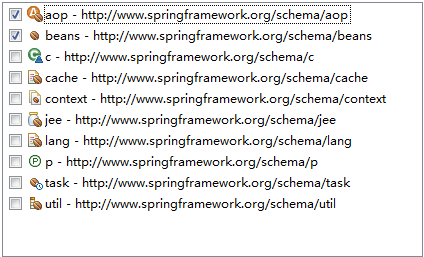 aop - http://www.springframework.org/schema/aop
beans - http://www.springframework.org/schema/beans
c - http://www.springframework.org/schema/c
cache - http://www.springframework.org/schema/cache
context - http://www.springframework.org/schema/context
jee - http://www.springframework.org/schema/jee
lang - http://www.springframework.org/schema/lang
p - http://www.springframework.org/schema/p
task - http://www.springframework.org/schema/task
util - http://www.springframework.org/schema/util